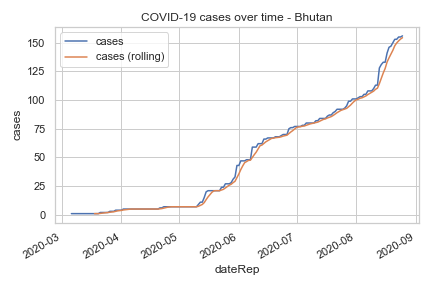 COVID-19 cases over time - Bhutan
cases
cases (rolling)
150
125
100
75
50
25
0
cases
2020-03
2020-04
2020-05
2020-06
2020-07
2020-08
2020-09
dateRep